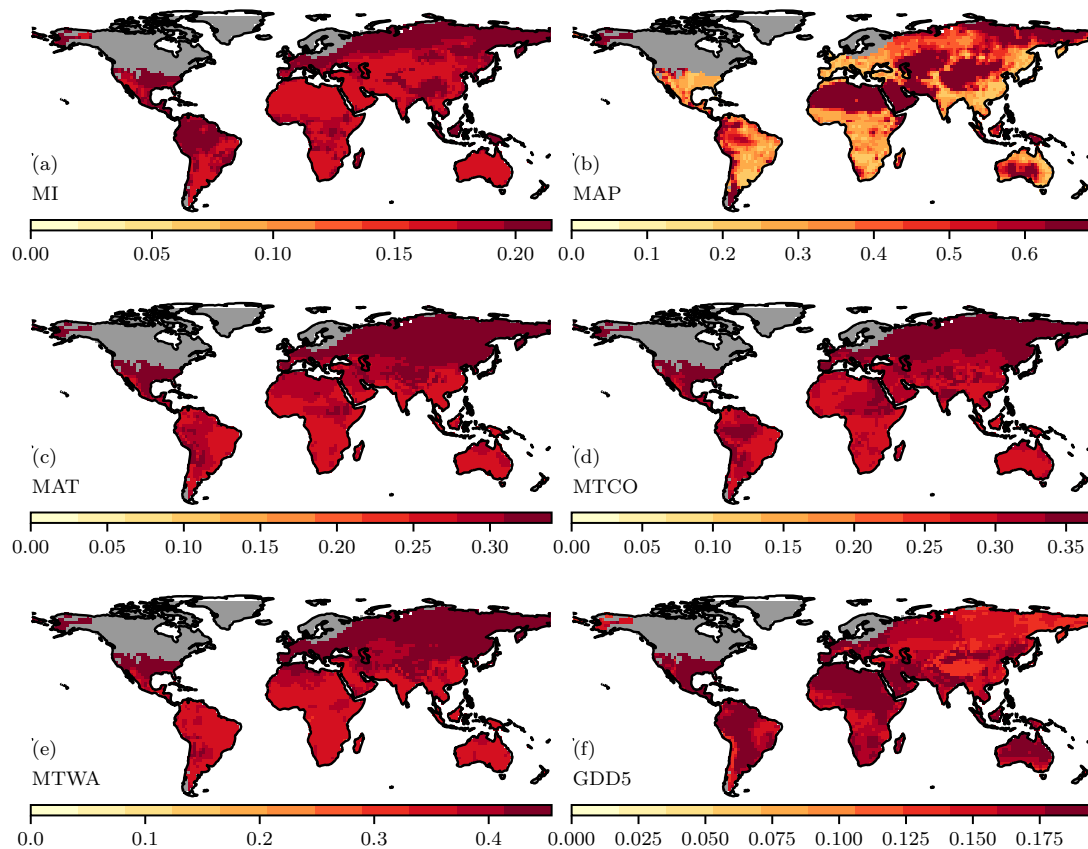 (a)
MI
0.00 0.05 0.10 0.15 0.20
(b)
MAP
0.0 0.1 0.2 0.3 0.4 0.5 0.6
(c)
MAT
0.00 0.05 0.10 0.15 0.20 0.25 0.30
(d)
MTCO
0.00 0.05 0.10 0.15 0.20 0.25 0.30 0.35
(e)
MTWA
0.0 0.1 0.2 0.3 0.4
(f)
GDD5
0.000 0.025 0.050 0.075 0.100 0.125 0.150 0.175